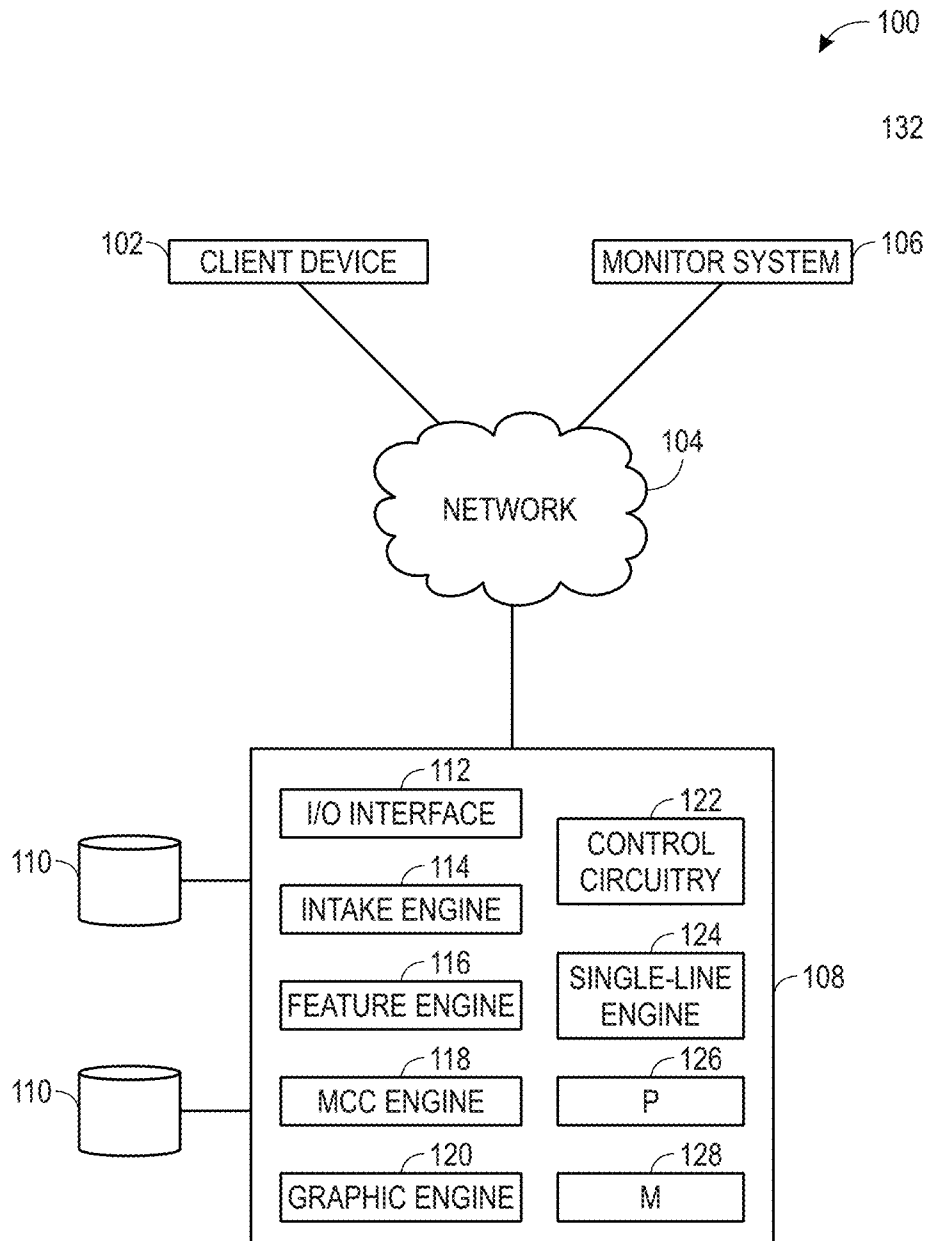 100
132
102
CLIENT DEVICE
MONITOR SYSTEM
106
104
NETWORK
112
I/O INTERFACE
122
CONTROL
CIRCUITRY
110
114
INTAKE ENGINE
124
SINGLE-LINE
ENGINE
108
116
FEATURE ENGINE
118
MCC ENGINE
126
P
110
120
GRAPHIC ENGINE
128
M